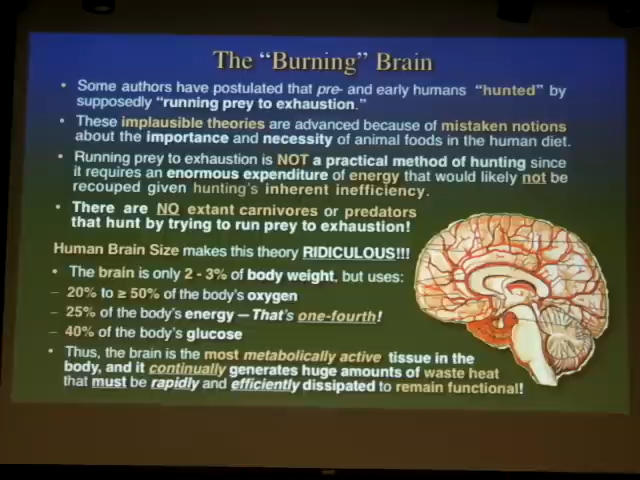 The “Burning” Brain
• Some authors have postulated that pre- and early humans “hunted” by
supposedly “running prey to exhaustion.”
• These implausible theories are advanced because of mistaken notions
about the importance and necessity of animal foods in the human diet.
• Running prey to exhaustion is NOT a practical method of hunting since
it requires an enormous expenditure of energy that would likely not be
recouped given hunting’s inherent inefficiency.
• There are NO extant carnivores or predators
that hunt by trying to run prey to exhaustion!
Human Brain Size makes this theory RIDICULOUS!!!
• The brain is only 2 - 3% of body weight, but uses:
– 20% to ≥ 50% of the body’s oxygen
– 25% of the body’s energy — That’s one-fourth!
– 40% of the body’s glucose
• Thus, the brain is the most metabolically active tissue in the
body, and it continually generates huge amounts of waste heat
that must be rapidly and efficiently dissipated to remain functional!